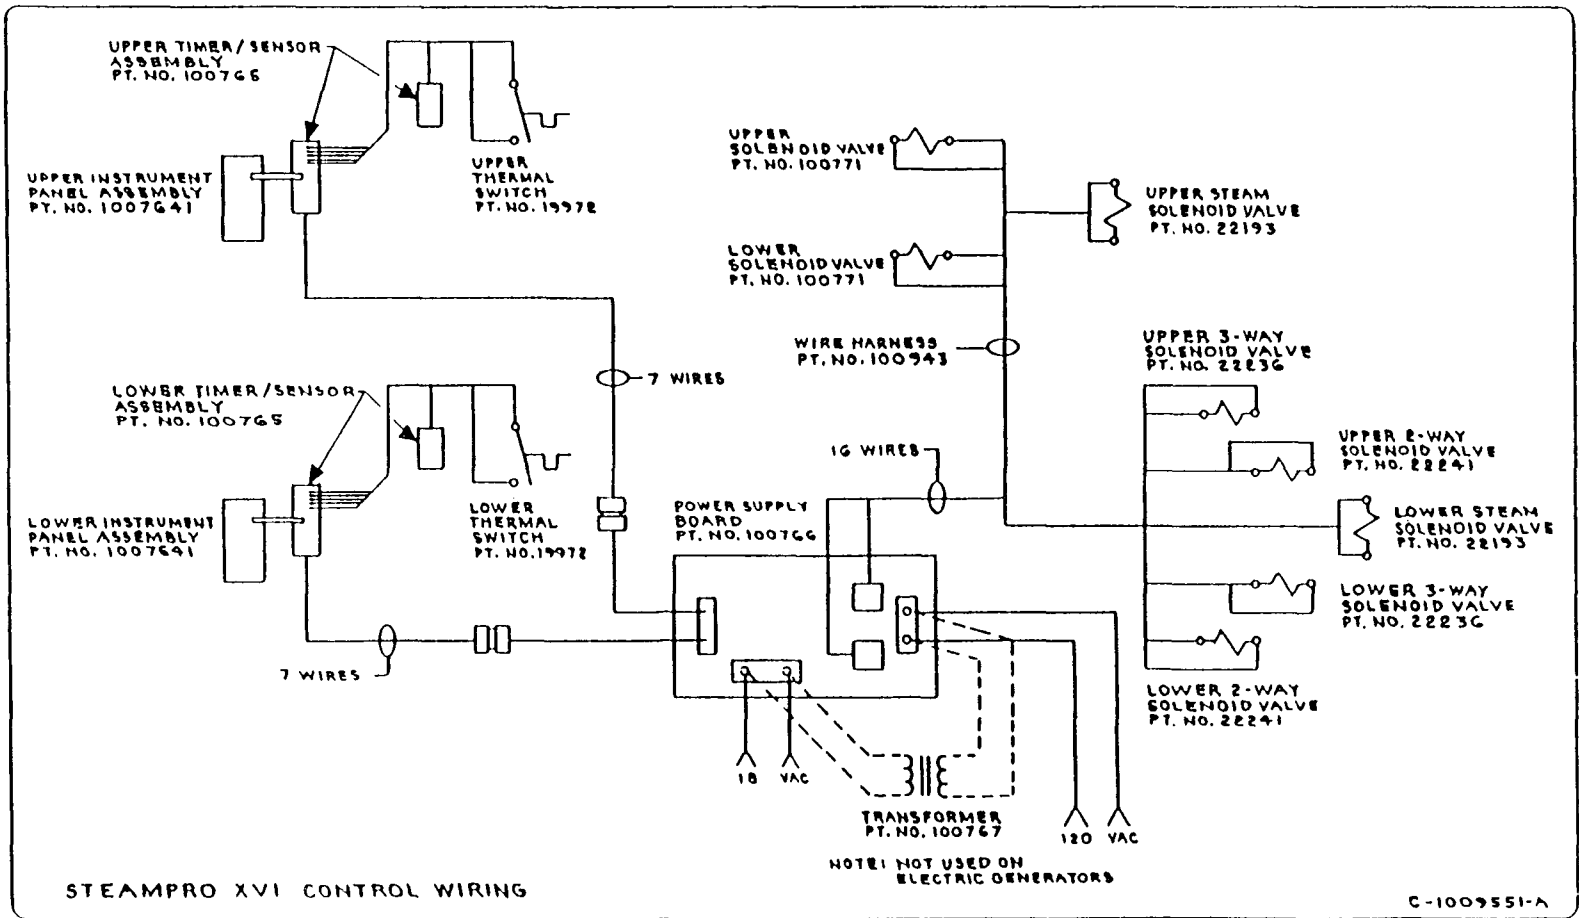 UPPER TIMER/SENSOR
ASSEMBLY
PT. NO. 100765
UPPER INSTRUMENT
PANEL ASSEMBLY
PT. NO. 1007641
UPPER
THERMAL
SWITCH
PT. NO. 19972
UPPER
SOLENOID VALVE
PT. NO. 100771
UPPER STEAM
SOLENOID VALVE
PT. NO. 22193
LOWER
SOLENOID VALVE
PT. NO. 100771
WIRE HARNESS
PT. NO. 100943
7 WIRES
UPPER 3-WAY
SOLENOID VALVE
PT. NO. 22236
LOWER TIMER/SENSOR
ASSEMBLY
PT. NO. 100765
16 WIRES
UPPER 2-WAY
SOLENOID VALVE
PT. NO. 22241
LOWER INSTRUMENT
PANEL ASSEMBLY
PT. NO. 1007641
LOWER
THERMAL
SWITCH
PT. NO. 19972
POWER SUPPLY
BOARD
PT. NO. 100766
LOWER STEAM
SOLENOID VALVE
PT. NO. 22193
LOWER 3-WAY
SOLENOID VALVE
PT. NO. 22236
7 WIRES
LOWER 2-WAY
SOLENOID VALVE
PT. NO. 22241
18 VAC
TRANSFORMER
PT. NO. 100767
120 VAC
NOTE: NOT USED ON
ELECTRIC GENERATORS
STEAMPRO XVI CONTROL WIRING
C-1009551-A